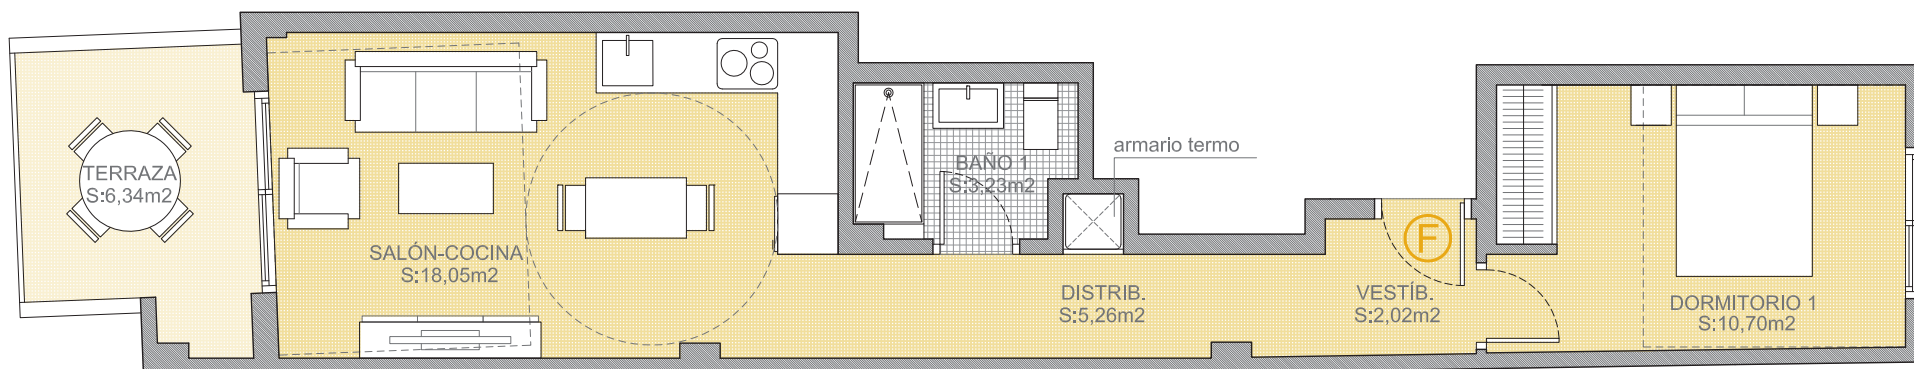 TERRAZA
S:6,34m2
SALÓN-COCINA
S:18,05m2
BAÑO 1
S:3,23m2
armario termo
DISTRIB.
S:5,26m2
VESTÍB.
S:2,02m2
F
DORMITORIO 1
S:10,70m2